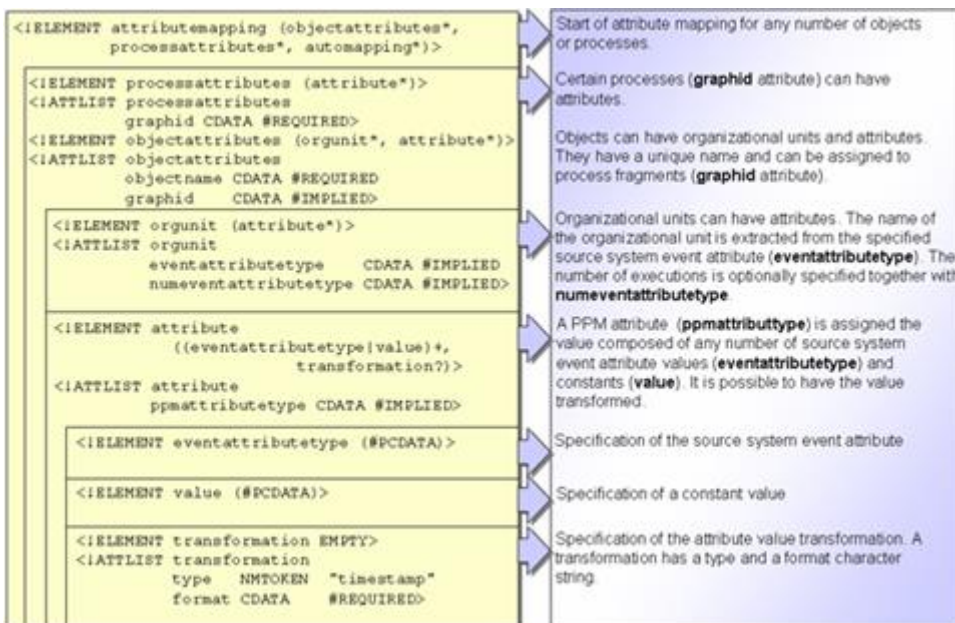 <!ELEMENT attributemapping (objectattributes*,
processattributes*, automapping*)>
Start of attribute mapping for any number of objects
or processes.
<!ELEMENT processattributes (attribute*)>
<!ATTLIST processattributes
graphid CDATA #REQUIRED>
Certain processes (graphid attribute) can have
attributes.
<!ELEMENT objectattributes (orgunit*, attribute*)>
<!ATTLIST objectattributes
objectname CDATA #REQUIRED
graphid CDATA #IMPLIED>
Objects can have organizational units and attributes.
They have a unique name and can be assigned to
process fragments (graphid attribute).
<!ELEMENT orgunit (attribute*)>
<!ATTLIST orgunit
eventattributetype CDATA #IMPLIED
numeventattributetype CDATA #IMPLIED>
Organizational units can have attributes. The name of
the organizational unit is extracted from the specified
source system event attribute (eventattributetype). The
number of executions is optionally specified together with
numeventattributetype.
<!ELEMENT attribute
((eventattributetype|value)+,
transformation?)>
<!ATTLIST attribute
ppmattributetype CDATA #IMPLIED>
A PPM attribute (ppmattributtype) is assigned the
value composed of any number of source system
event attribute values (eventattributetype) and
constants (value). It is possible to have the value
transformed.
<!ELEMENT eventattributetype (#PCDATA)>
Specification of the source system event attribute
<!ELEMENT value (#PCDATA)>
Specification of a constant value
<!ELEMENT transformation EMPTY>
<!ATTLIST transformation
type NMTOKEN "timestamp"
format CDATA #REQUIRED>
Specification of the attribute value transformation. A
transformation has a type and a format character
string.